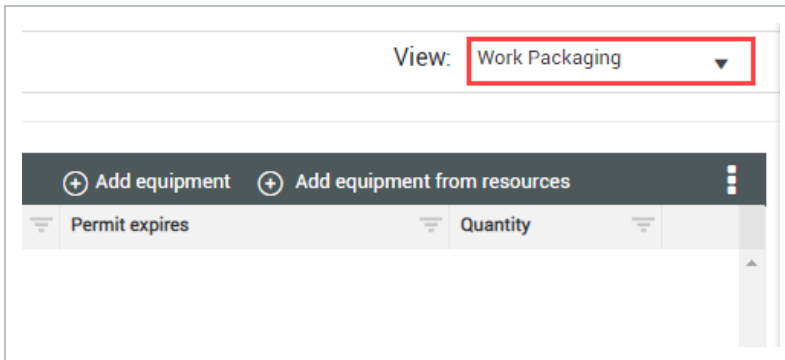 View: Work Packaging
Add equipment Add equipment from resources
Permit expires Quantity